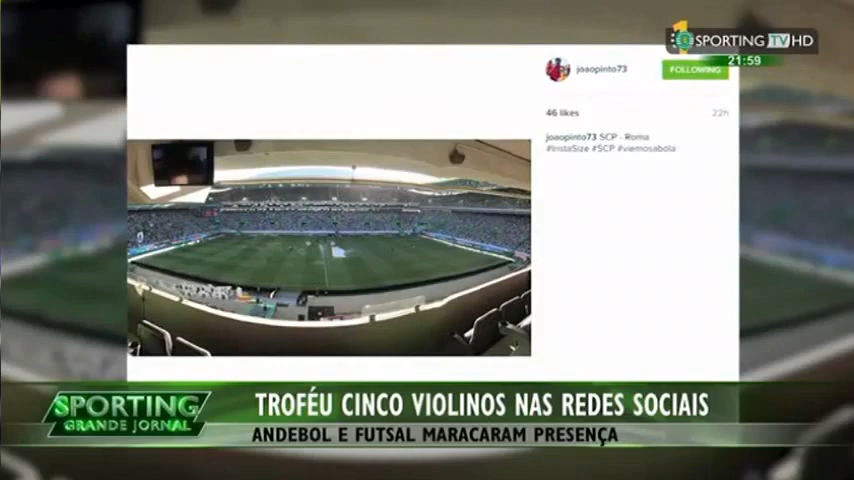 1
SPORTING TV HD
21:59
joaopinto73
FOLLOWING
46 likes
22h
joaopinto73 SCP - Roma
#InstaSize #SCP #viemosabola
SPORTING
GRANDE JORNAL
TROFÉU CINCO VIOLINOS NAS REDES SOCIAIS
ANDEBOL E FUTSAL MARACARAM PRESENÇA